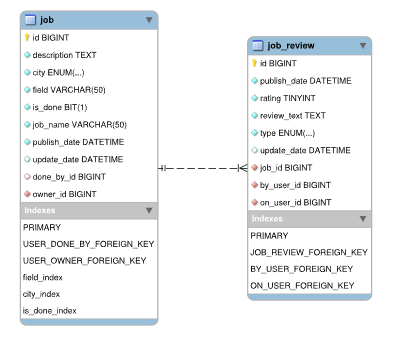 job
id BIGINT
description TEXT
city ENUM(...)
field VARCHAR(50)
is_done BIT(1)
job_name VARCHAR(50)
publish_date DATETIME
update_date DATETIME
done_by_id BIGINT
owner_id BIGINT
Indexes
PRIMARY
USER_DONE_BY_FOREIGN_KEY
USER_OWNER_FOREIGN_KEY
field_index
city_index
is_done_index
job_review
id BIGINT
publish_date DATETIME
rating TINYINT
review_text TEXT
type ENUM(...)
update_date DATETIME
job_id BIGINT
by_user_id BIGINT
on_user_id BIGINT
Indexes
PRIMARY
JOB_REVIEW_FOREIGN_KEY
BY_USER_FOREIGN_KEY
ON_USER_FOREIGN_KEY